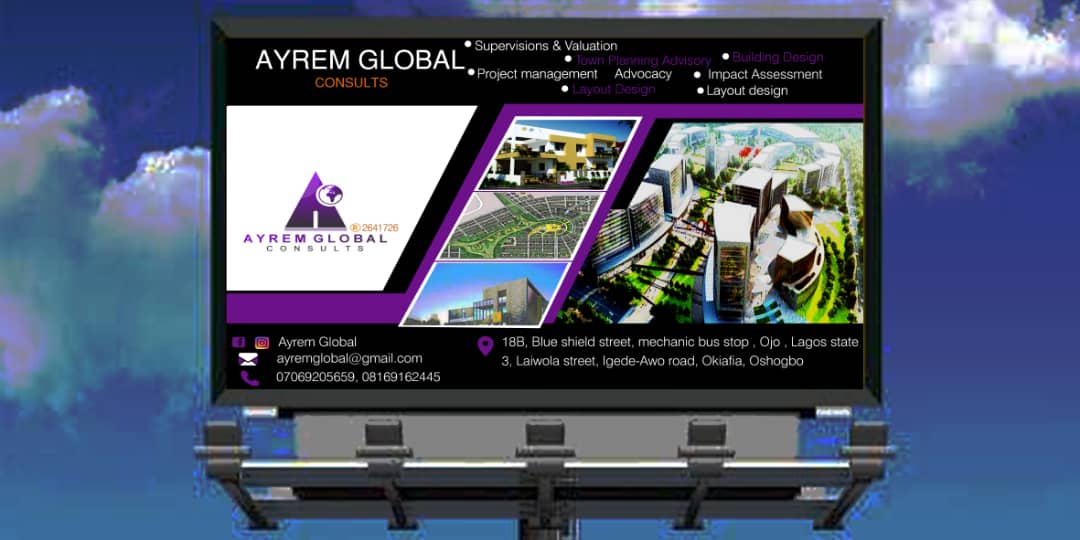 AYREM GLOBAL
CONSULTS
Supervisions & Valuation
Town Planning Advisory
Building Design
Project management
Advocacy
Impact Assessment
Layout Design
Layout design
® 2641726
AYREM GLOBAL
CONSULTS
Ayrem Global
ayremglobal@gmail.com
07069205659, 08169162445
18B, Blue shield street, mechanic bus stop , Ojo , Lagos state
3, Laiwola street, Igede-Awo road, Okiafia, Oshogbo